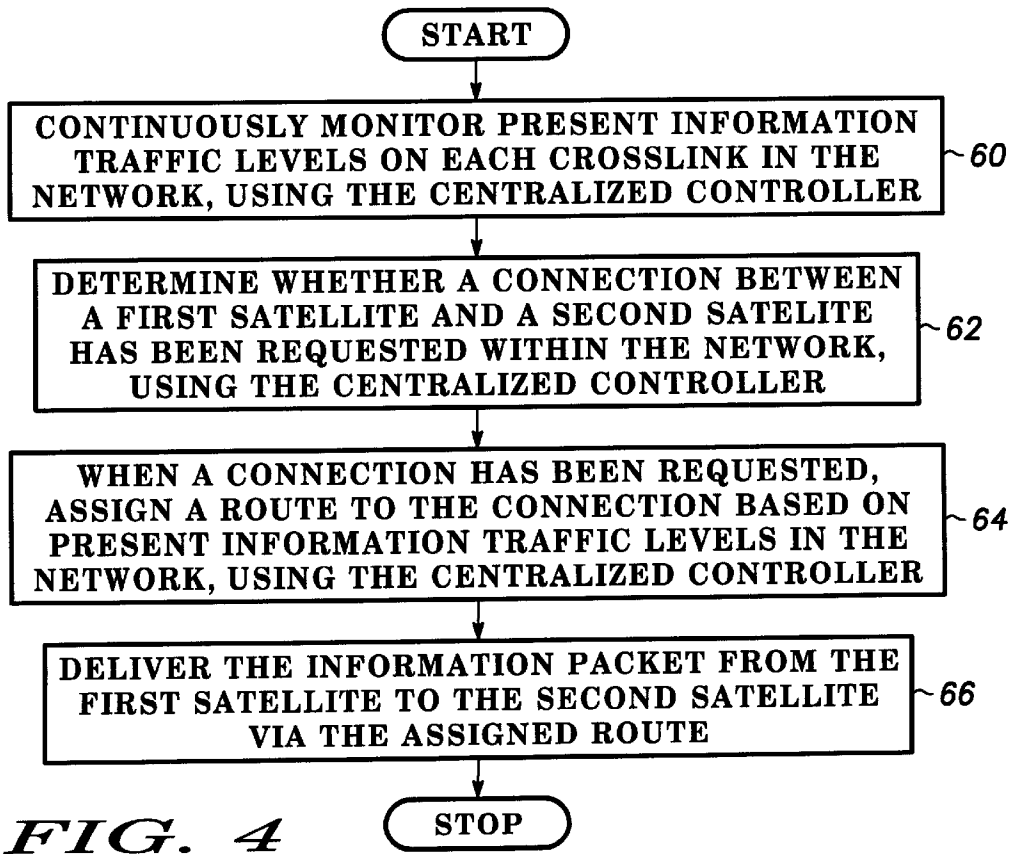 START
CONTINUOUSLY MONITOR PRESENT INFORMATION
TRAFFIC LEVELS ON EACH CROSSLINK IN THE
NETWORK, USING THE CENTRALIZED CONTROLLER
60
DETERMINE WHETHER A CONNECTION BETWEEN
A FIRST SATELLITE AND A SECOND SATELITE
HAS BEEN REQUESTED WITHIN THE NETWORK,
USING THE CENTRALIZED CONTROLLER
62
WHEN A CONNECTION HAS BEEN REQUESTED,
ASSIGN A ROUTE TO THE CONNECTION BASED ON
PRESENT INFORMATION TRAFFIC LEVELS IN THE
NETWORK, USING THE CENTRALIZED CONTROLLER
64
DELIVER THE INFORMATION PACKET FROM THE
FIRST SATELLITE TO THE SECOND SATELLITE
VIA THE ASSIGNED ROUTE
66
STOP
FIG. 4